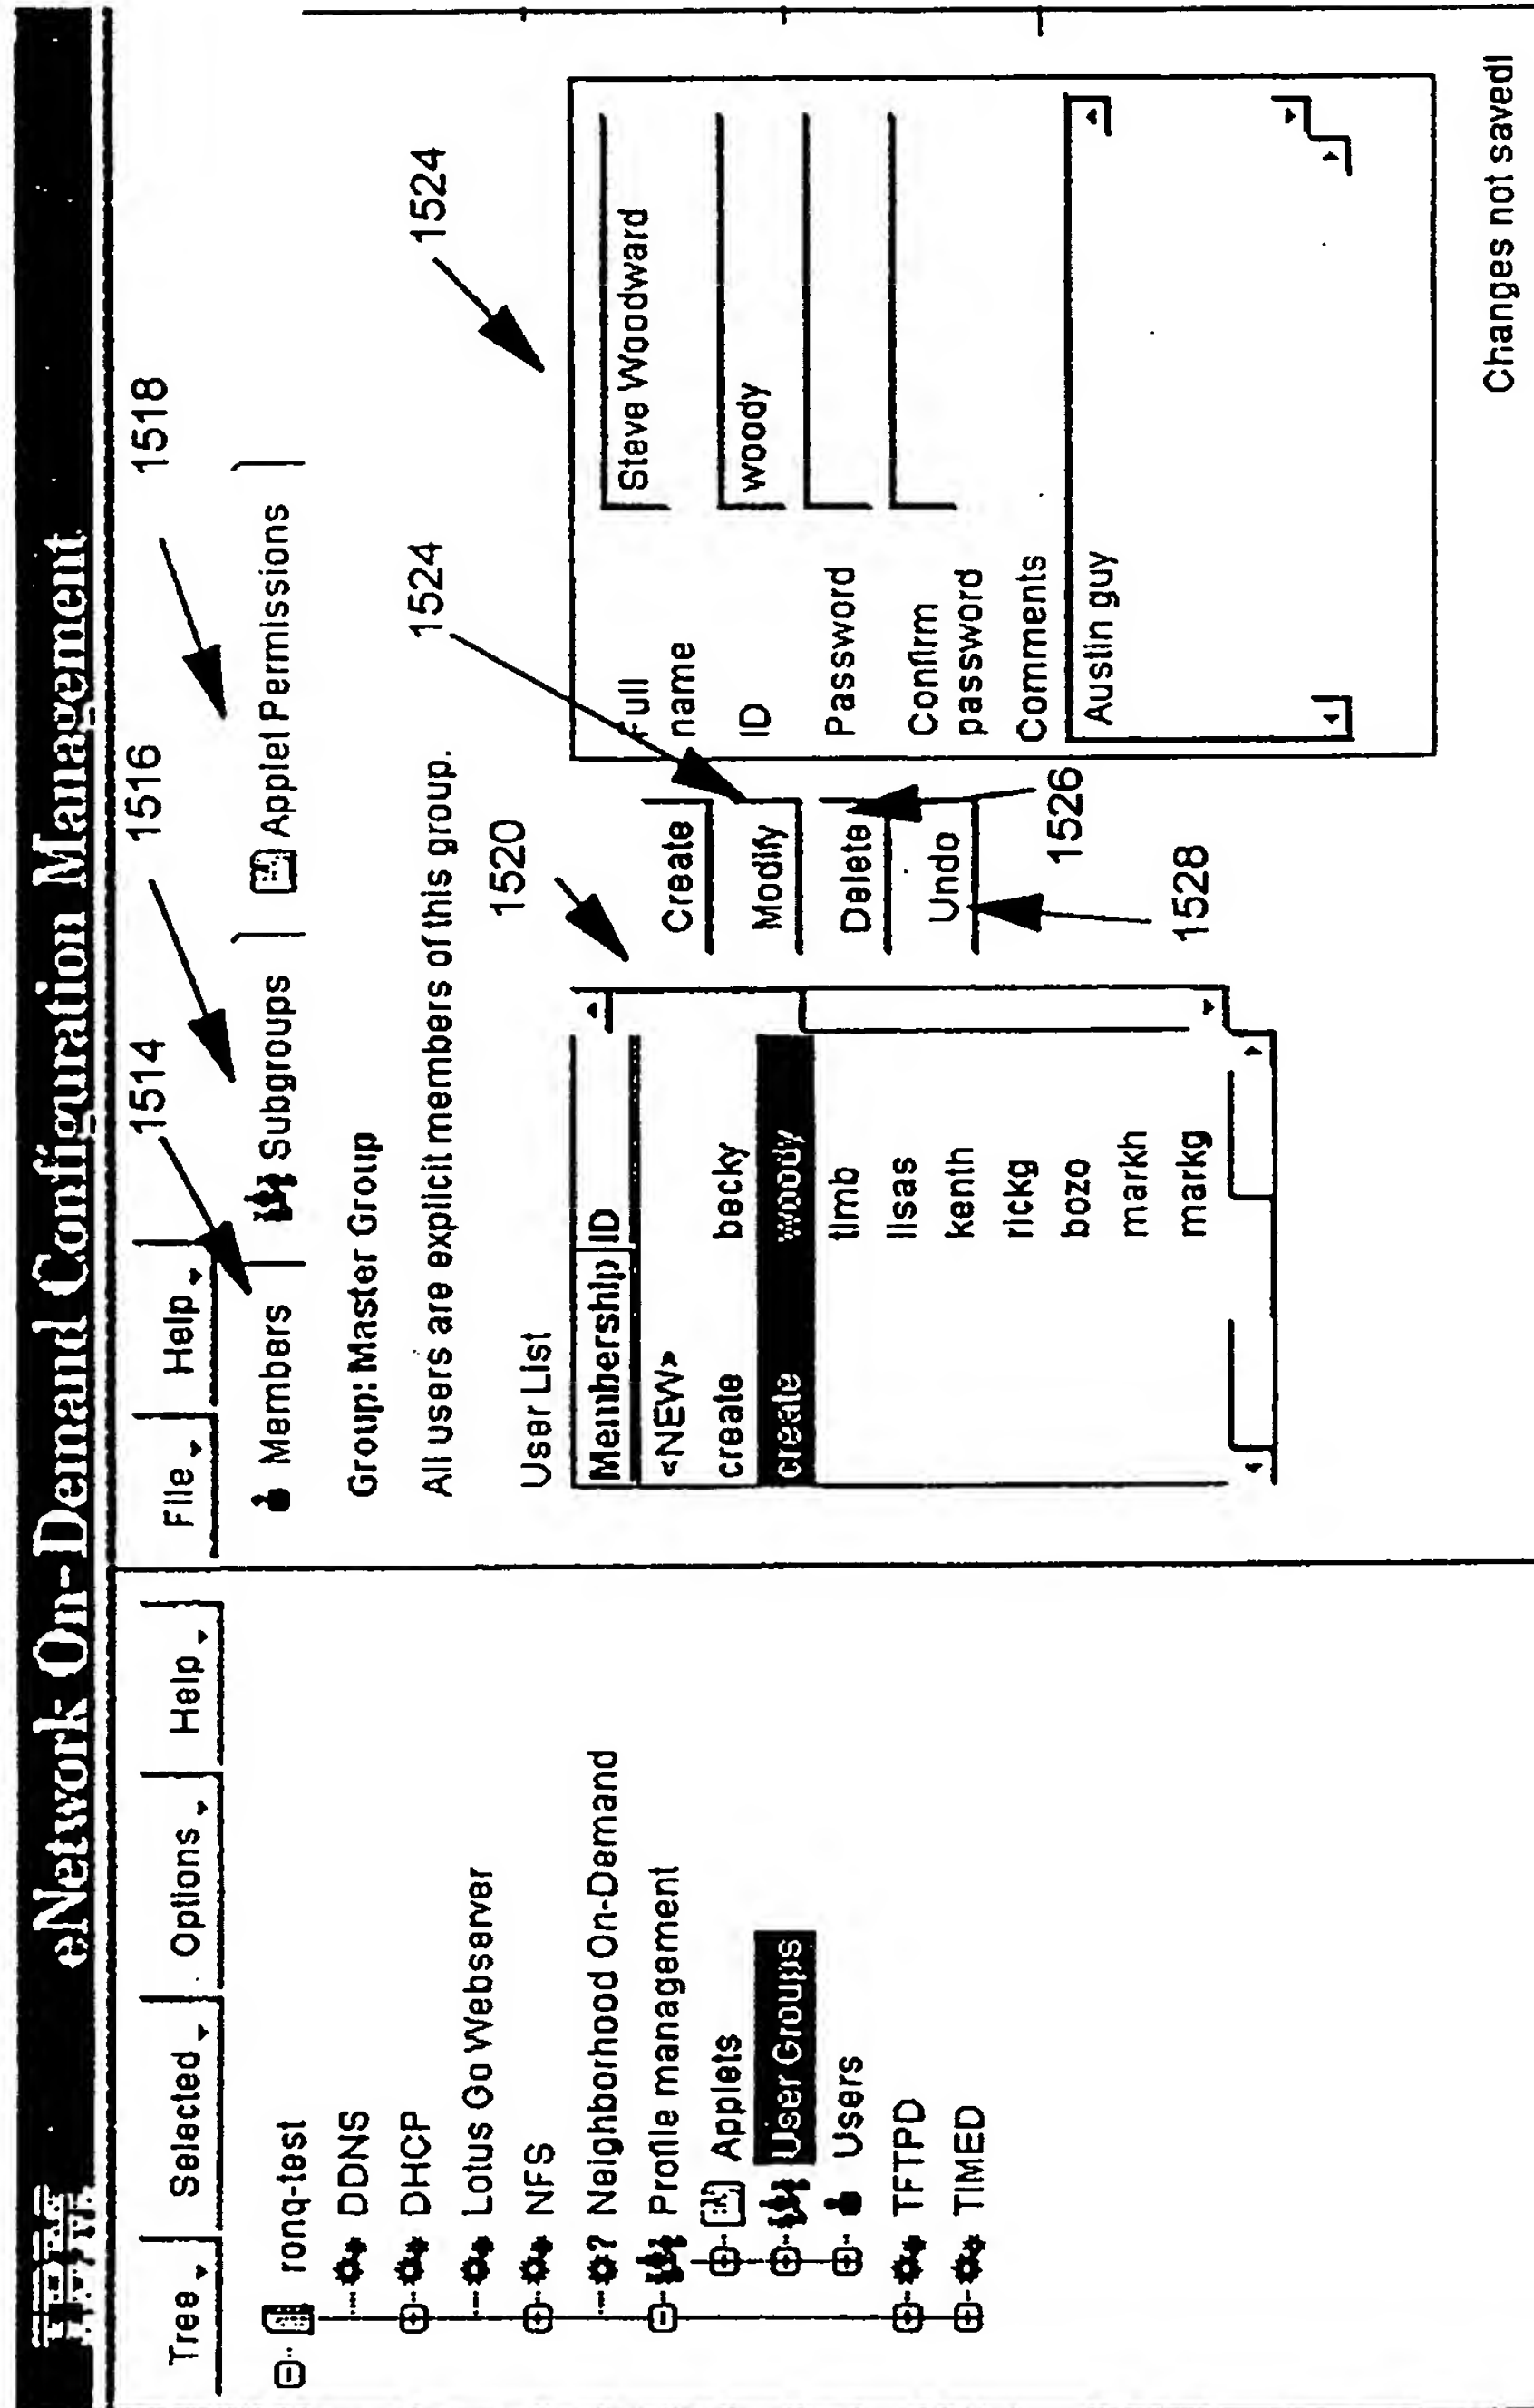 IBM eNetwork On-Demand Configuration Management
Tree Selected Options Help
ronq-test
DDNS
DHCP
Lotus Go Webserver
NFS
? Neighborhood On-Demand
Profile management
Applets
User Groups
Users
TFTPD
TIMED
File Help
1514
1516
1518
Members Subgroups Applet Permissions
Group: Master Group
All users are explicit members of this group.
1520
1524
1524
User List
Membership ID
«NEW»
create becky
create woody
timb
lisas
kenth
rickg
bozo
markh
markg
Create
Modify
Delete
Undo
1526
1528
Full name
Steve Woodward
ID
woody
Password
Confirm password
Comments
Austin guy
Changes not saved!